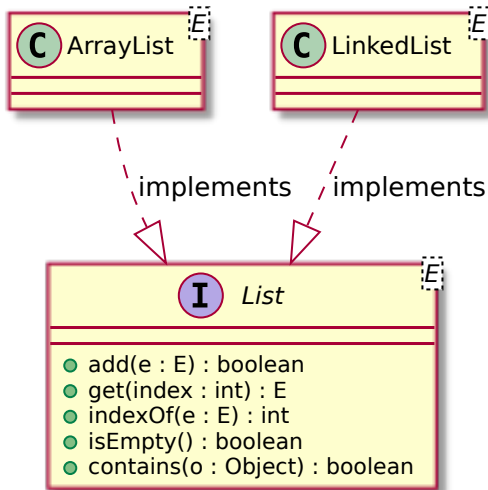 C ArrayList E
C LinkedList E
implements
implements
I List E
add(e : E) : boolean
get(index : int) : E
indexOf(e : E) : int
isEmpty() : boolean
contains(o : Object) : boolean